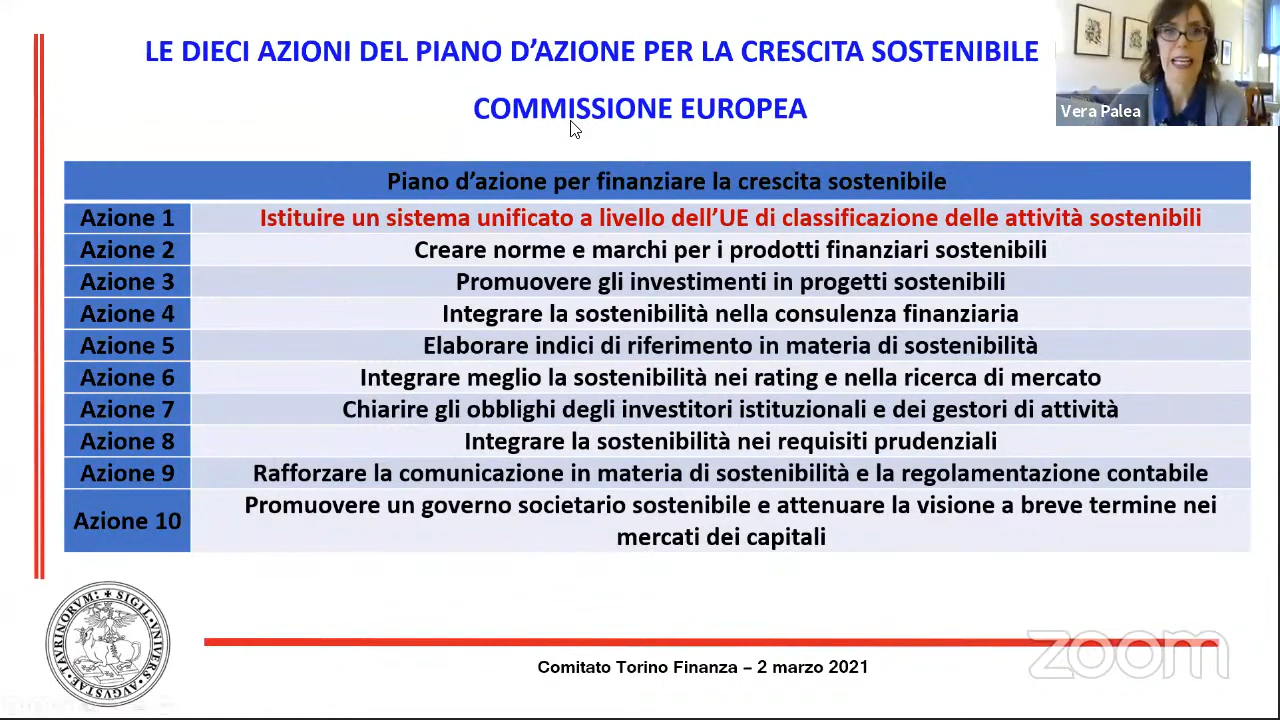 LE DIECI AZIONI DEL PIANO D’AZIONE PER LA CRESCITA SOSTENIBILE
COMMISSIONE EUROPEA
Vera Palea
Piano d’azione per finanziare la crescita sostenibile
Azione 1 Istituire un sistema unificato a livello dell’UE di classificazione delle attività sostenibili
Azione 2 Creare norme e marchi per i prodotti finanziari sostenibili
Azione 3 Promuovere gli investimenti in progetti sostenibili
Azione 4 Integrare la sostenibilità nella consulenza finanziaria
Azione 5 Elaborare indici di riferimento in materia di sostenibilità
Azione 6 Integrare meglio la sostenibilità nei rating e nella ricerca di mercato
Azione 7 Chiarire gli obblighi degli investitori istituzionali e dei gestori di attività
Azione 8 Integrare la sostenibilità nei requisiti prudenziali
Azione 9 Rafforzare la comunicazione in materia di sostenibilità e la regolamentazione contabile
Azione 10 Promuovere un governo societario sostenibile e attenuare la visione a breve termine nei
mercati dei capitali
SIGIL·VNIVERS·AVGVSTAE·TAVRINORVM:
Comitato Torino Finanza – 2 marzo 2021
zoom